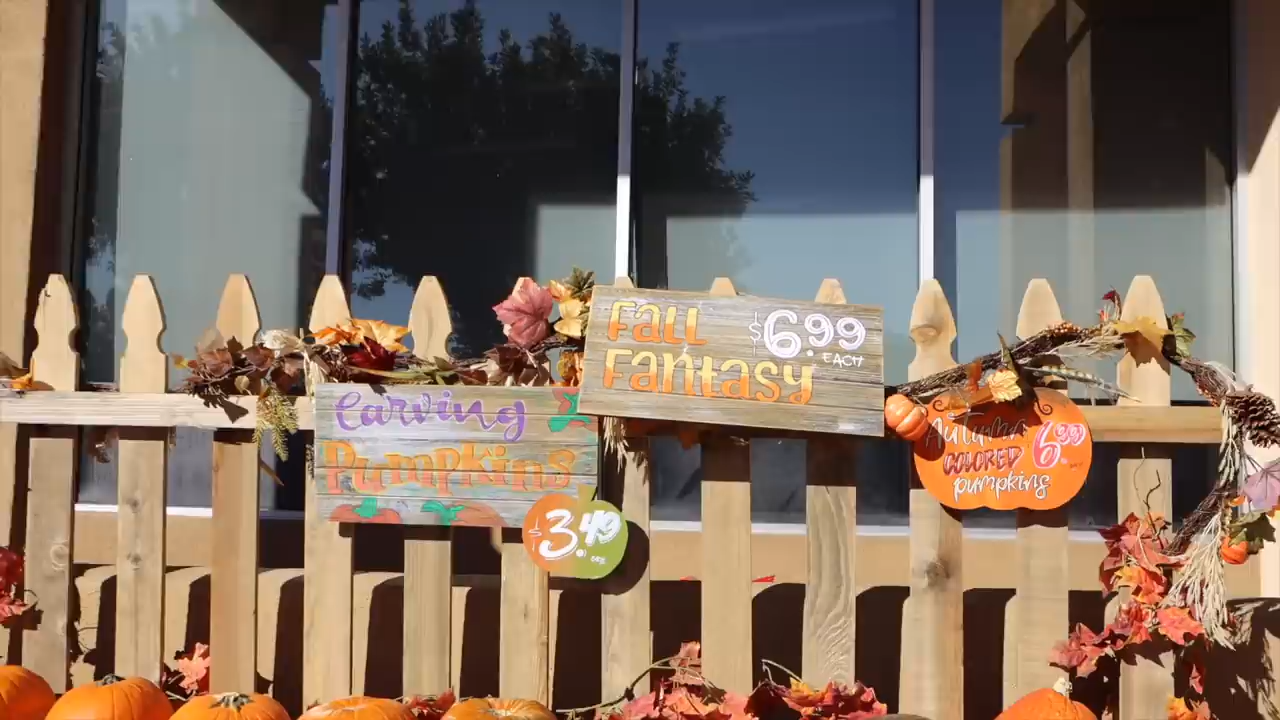 Carving
Pumpkins
$3.49
Fall
Fantasy
$6.99
EACH
Autumn
COLORED
pumpkins
6.99